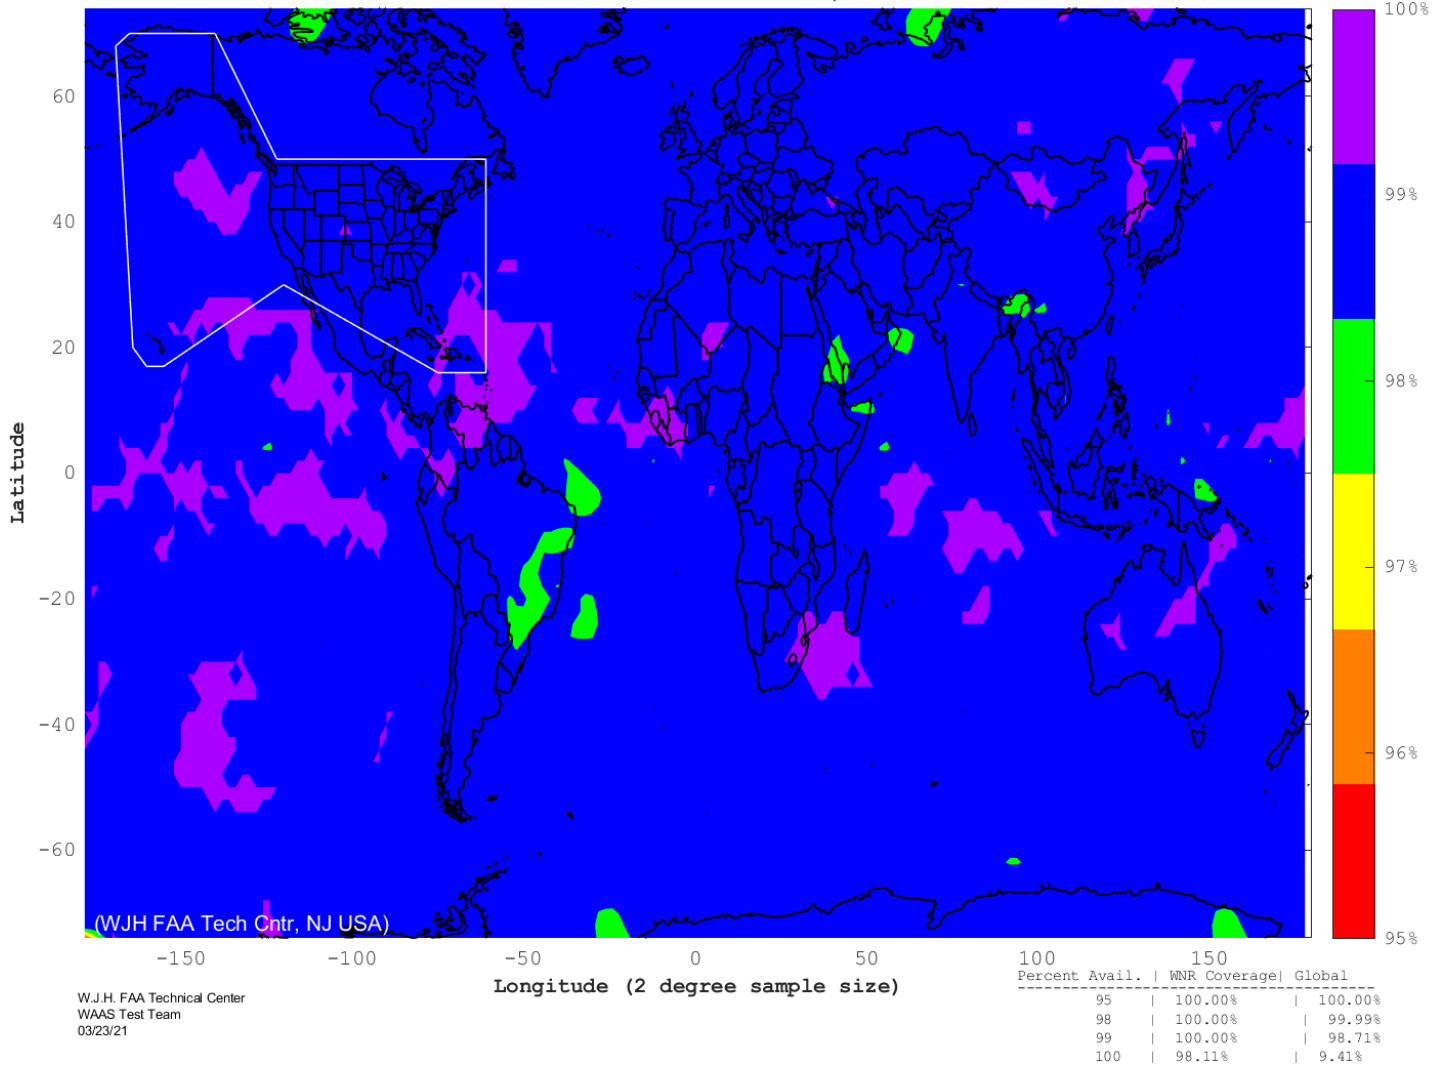 100%
99%
98%
97%
96%
95%
60
40
20
0
-20
-40
-60
Latitude
(WJH FAA Tech Cntr, NJ USA)
-150 -100 -50 0 50 100 150
Longitude (2 degree sample size)
W.J.H. FAA Technical Center
WAAS Test Team
03/23/21
Percent Avail. | WNR Coverage| Global
95 | 100.00% | 100.00%
98 | 100.00% | 99.99%
99 | 100.00% | 98.71%
100 | 98.11% | 9.41%